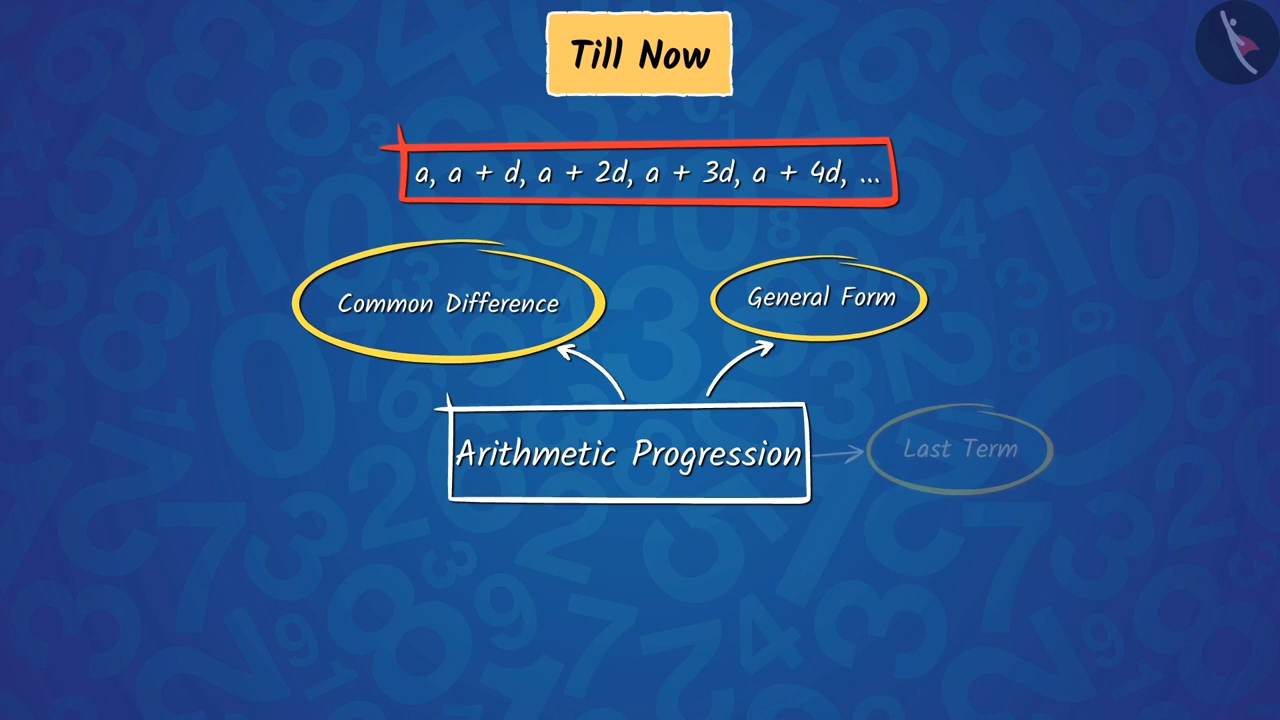 Till Now
a, a + d, a + 2d, a + 3d, a + 4d, ...
Common Difference
General Form
Arithmetic Progression
Last Term